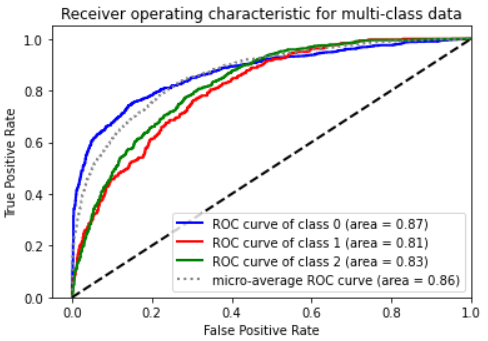 Receiver operating characteristic for multi-class data
1.0
0.8
0.6
0.4
0.2
0.0
True Positive Rate
ROC curve of class 0 (area = 0.87)
ROC curve of class 1 (area = 0.81)
ROC curve of class 2 (area = 0.83)
micro-average ROC curve (area = 0.86)
0.0 0.2 0.4 0.6 0.8 1.0
False Positive Rate